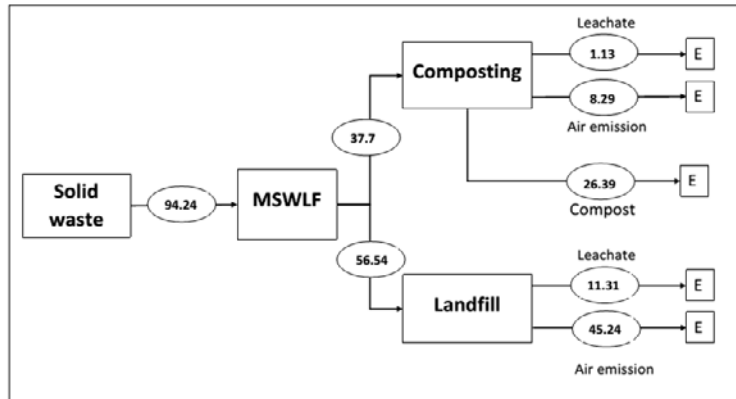 Leachate
1.13
E
Composting
8.29
E
Air emission
37.7
Solid
waste
94.24
MSWLF
26.39
E
Compost
56.54
Leachate
11.31
E
Landfill
45.24
E
Air emission